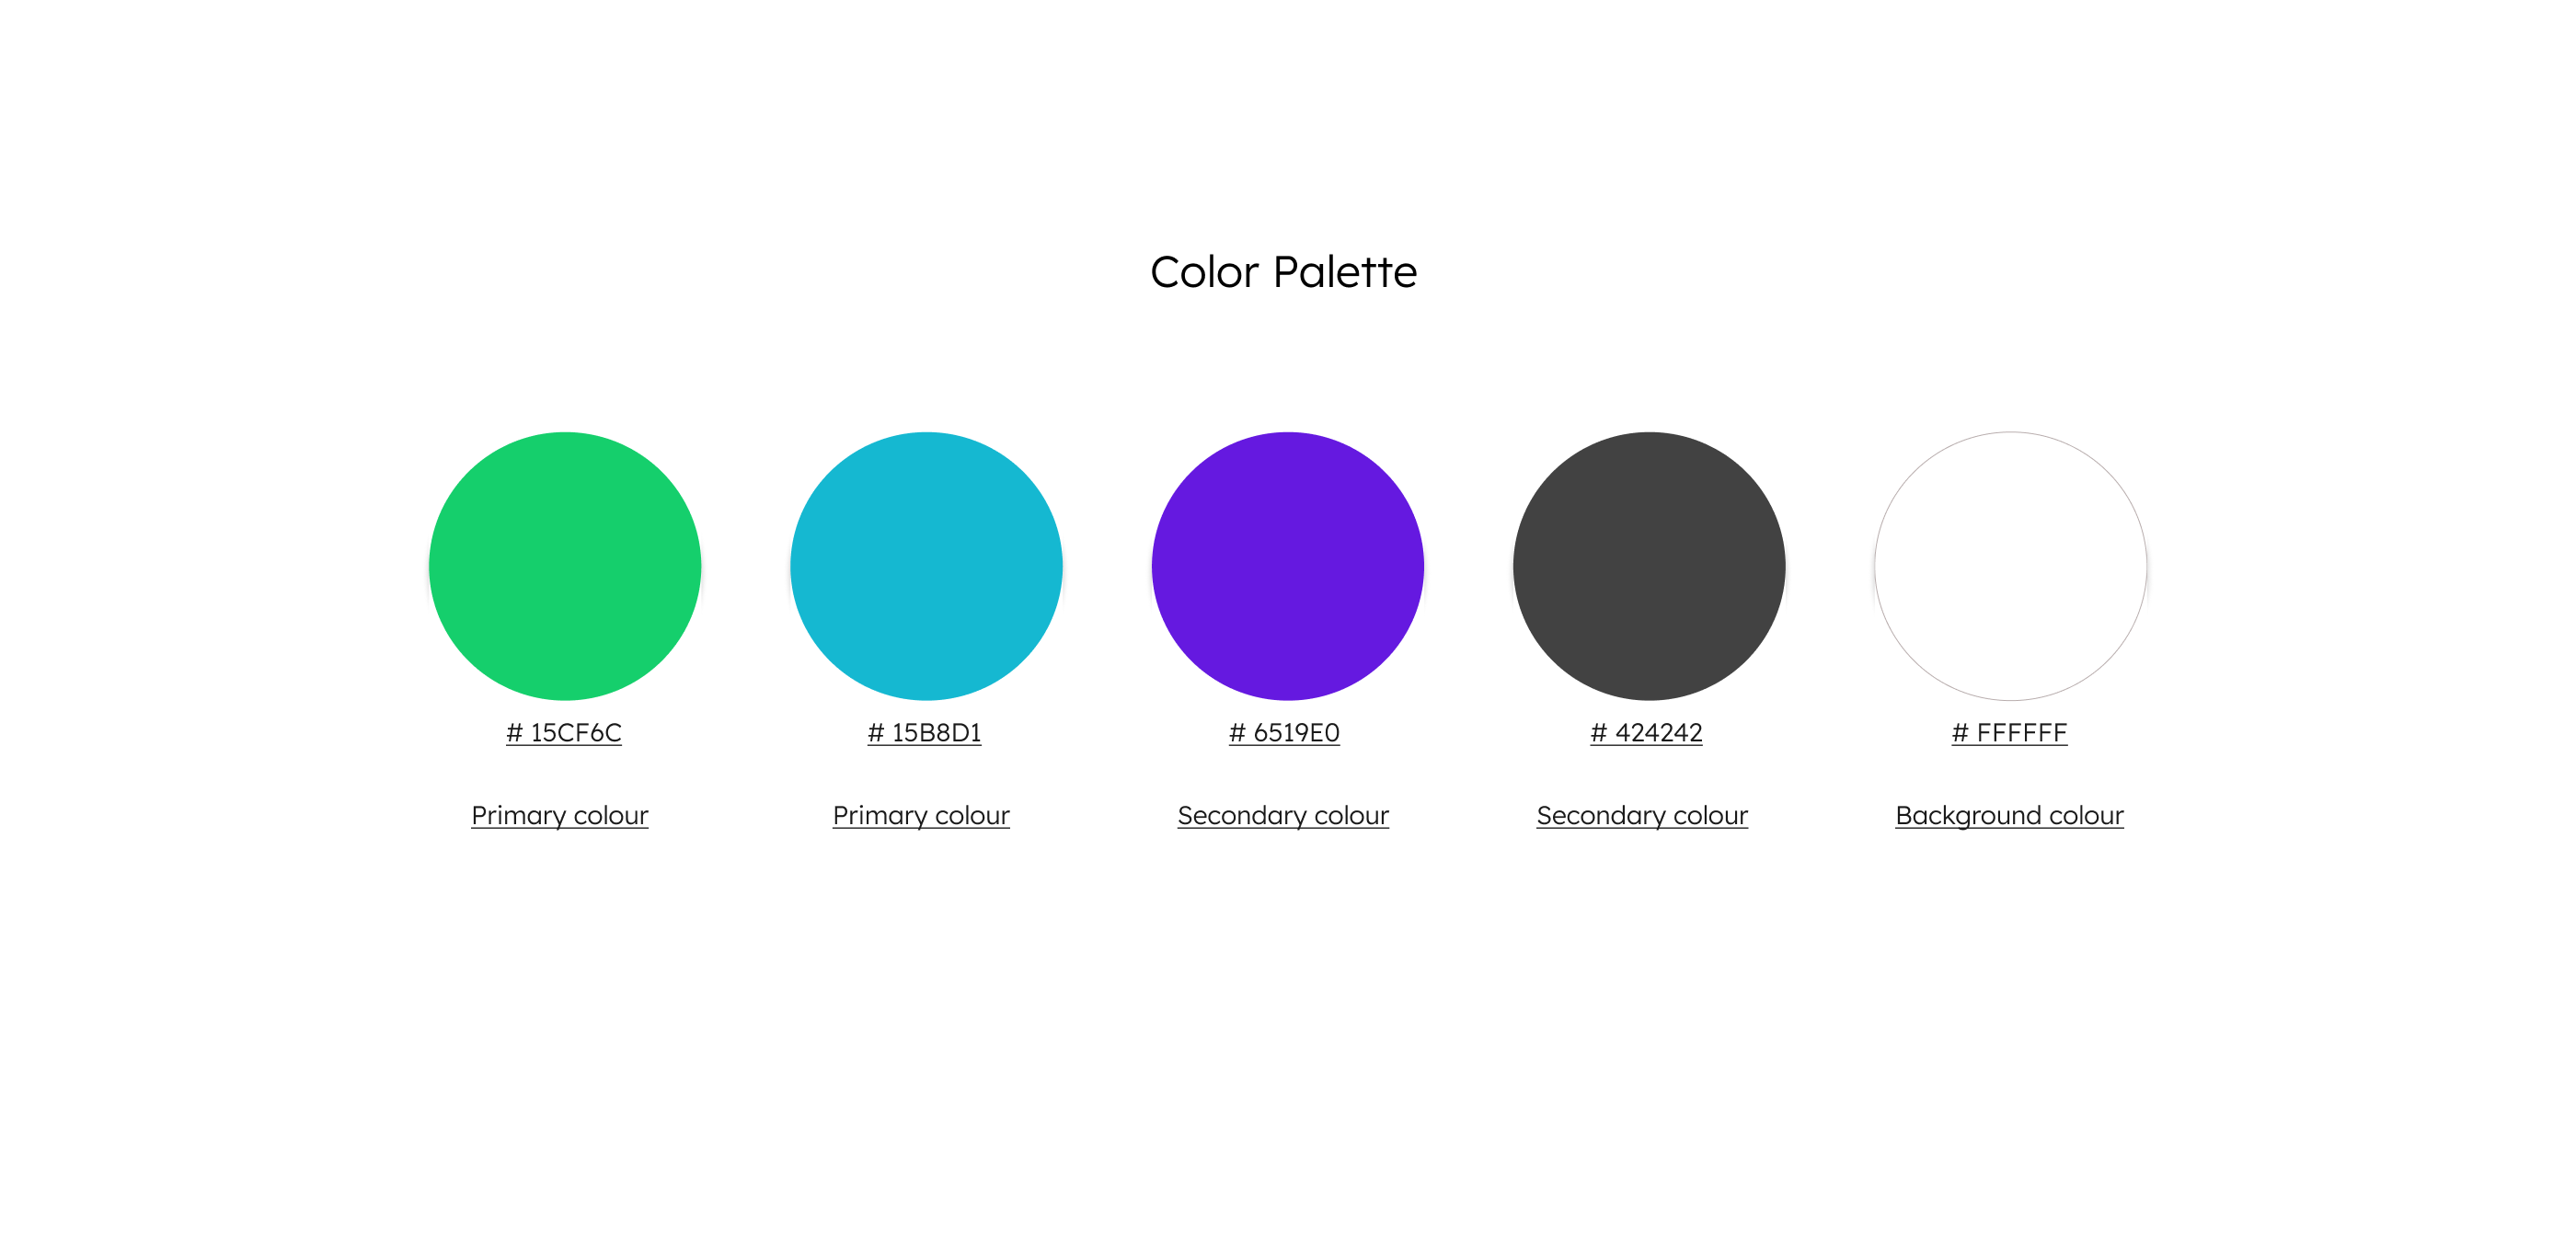 Color Palette
# 15CF6C
# 15B8D1
# 6519E0
# 424242
# FFFFFF
Primary colour
Primary colour
Secondary colour
Secondary colour
Background colour